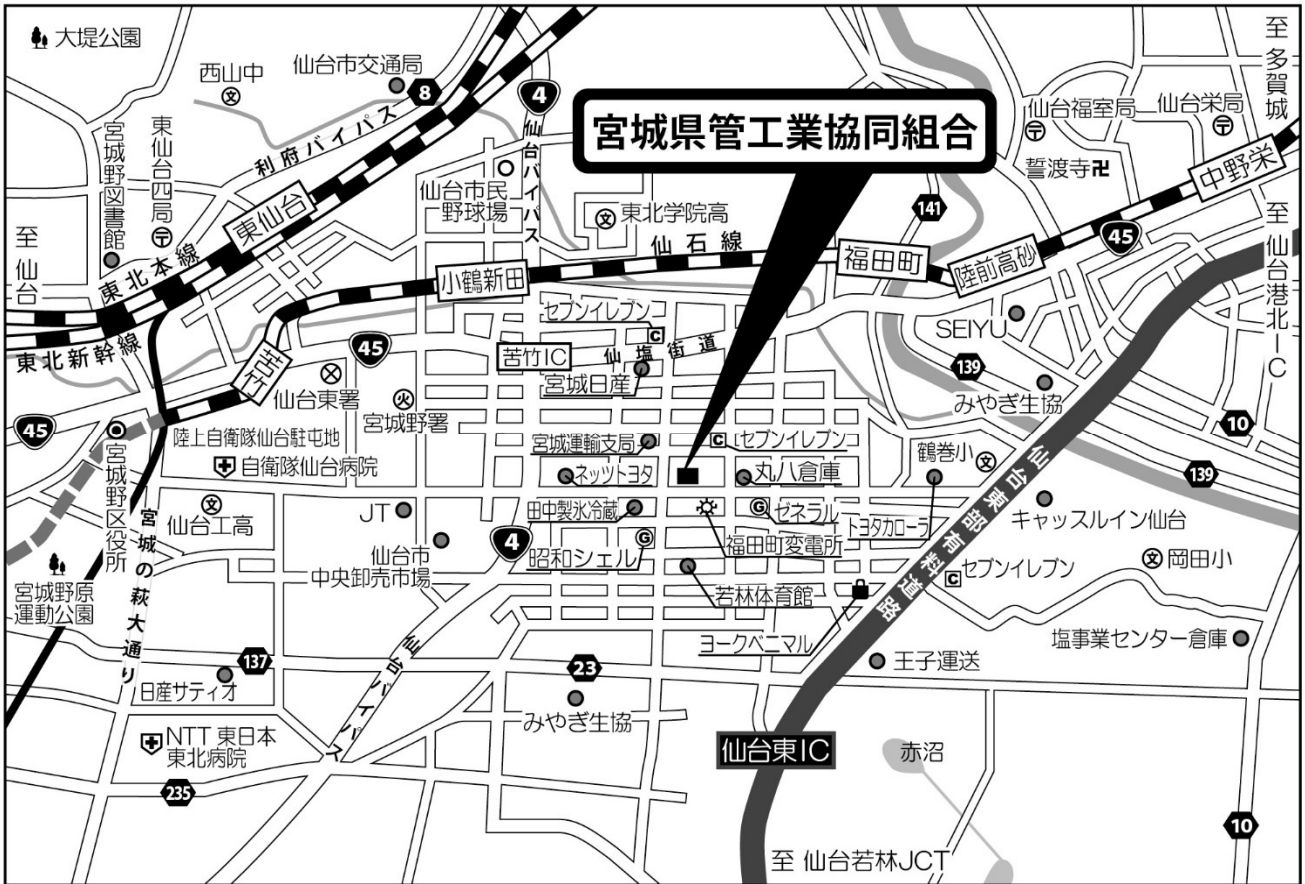 大堤公園
西山中
文
仙台市交通局
8
利府バイパス
4
仙台バイパス
宮城県管工業協同組合
至 多賀城
仙台福室局
仙台栄局
誓渡寺
中野栄
宮城野図書館
東仙台四局
東仙台
仙台市民
野球場
文
東北学院高
141
45
至 仙台
東北本線
東北新幹線
仙石線
小鶴新田
福田町
陸前高砂
至 仙台港北IC
苦竹
45
セブンイレブン
C
苦竹IC
仙塩街道
宮城日産
SEIYU
139
みやぎ生協
仙台東署
火
宮城野署
45
宮城野区役所
陸上自衛隊仙台駐屯地
自衛隊仙台病院
宮城運輸支局
C
セブンイレブン
鶴巻小
文
10
139
ネッツトヨタ
丸八倉庫
文
仙台工高
JT
田中製氷冷蔵
G
ゼネラル
トヨタカローラ
キャッスルイン仙台
仙台東部有料道路
4
昭和シェル
G
福田町変電所
仙台市
中央卸売市場
宮城の萩大通り
宮城野原
運動公園
若林体育館
C
セブンイレブン
文
岡田小
ヨークベニマル
塩事業センター倉庫
仙台バイパス
137
日産サティオ
23
みやぎ生協
王子運送
NTT 東日本
東北病院
仙台東IC
赤沼
235
10
至 仙台若林JCT